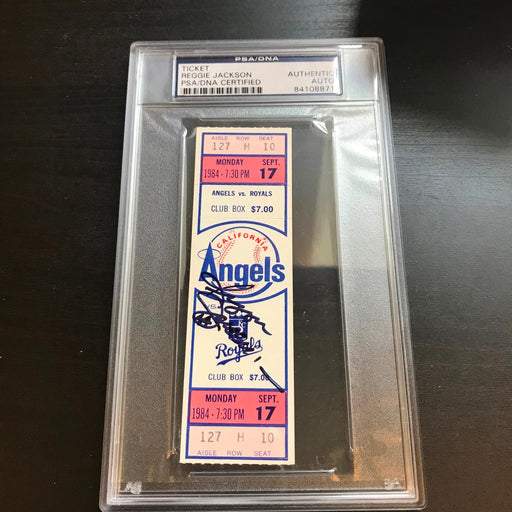 PSA/DNA
TICKET
REGGIE JACKSON AUTHENTIC
PSA/DNA CERTIFIED AUTO
84108871
AISLE ROW SEAT
127 H 10
MONDAY SEPT.
1984 - 7:30 PM 17
ANGELS vs. ROYALS
CLUB BOX $7.00
CALIFORNIA
Angels
VS.
KC
Royals
CLUB BOX $7.00
MONDAY SEPT.
1984 - 7:30 PM 17
127 H 10
AISLE ROW SEAT